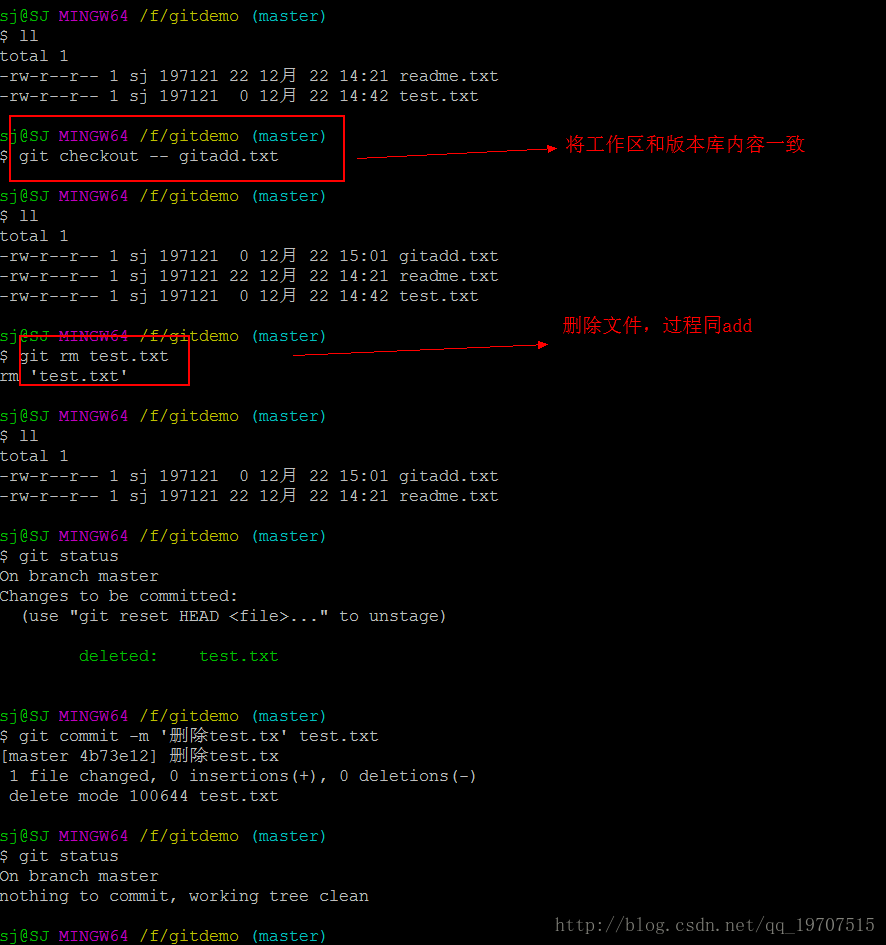 sj@SJ MINGW64 /f/gitdemo (master)
$ ll
total 1
-rw-r--r-- 1 sj 197121 22 12月 22 14:21 readme.txt
-rw-r--r-- 1 sj 197121  0 12月 22 14:42 test.txt
sj@SJ MINGW64 /f/gitdemo (master)
$ git checkout -- gitadd.txt
将工作区和版本库内容一致
sj@SJ MINGW64 /f/gitdemo (master)
$ ll
total 1
-rw-r--r-- 1 sj 197121  0 12月 22 15:01 gitadd.txt
-rw-r--r-- 1 sj 197121 22 12月 22 14:21 readme.txt
-rw-r--r-- 1 sj 197121  0 12月 22 14:42 test.txt
删除文件，过程同add
sj@SJ MINGW64 /f/gitdemo (master)
$ git rm test.txt
rm 'test.txt'
sj@SJ MINGW64 /f/gitdemo (master)
$ ll
total 1
-rw-r--r-- 1 sj 197121  0 12月 22 15:01 gitadd.txt
-rw-r--r-- 1 sj 197121 22 12月 22 14:21 readme.txt
sj@SJ MINGW64 /f/gitdemo (master)
$ git status
On branch master
Changes to be committed:
  (use "git reset HEAD <file>..." to unstage)
        deleted:    test.txt
sj@SJ MINGW64 /f/gitdemo (master)
$ git commit -m '删除test.tx' test.txt
[master 4b73e12] 删除test.tx
 1 file changed, 0 insertions(+), 0 deletions(-)
 delete mode 100644 test.txt
sj@SJ MINGW64 /f/gitdemo (master)
$ git status
On branch master
nothing to commit, working tree clean
http://blog.csdn.net/qq_19707515
sj@SJ MINGW64 /f/gitdemo (master)